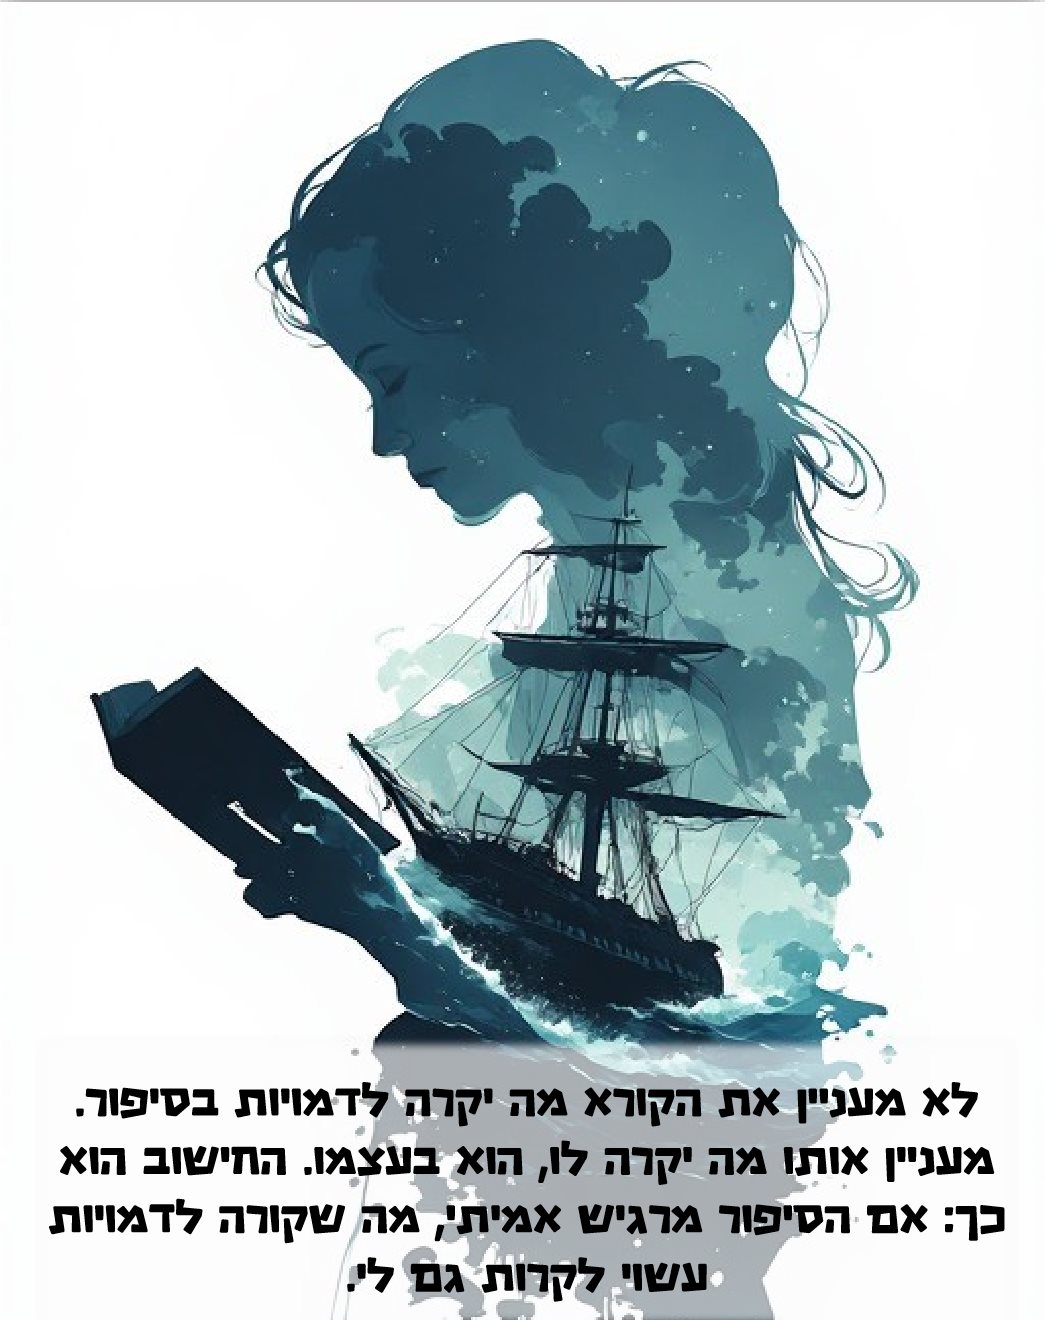 לא מעניין את הקורא מה יקרה לדמויות בסיפור.
מעניין אותו מה יקרה לו, הוא בעצמו. החישוב הוא
כך: אם הסיפור מרגיש אמיתי, מה שקורה לדמויות
עשוי לקרות גם לי.